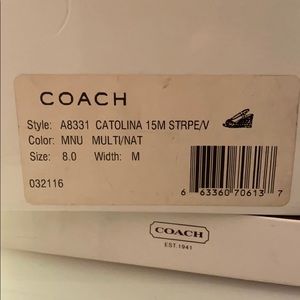 COACH
Style: A8331 CATOLINA 15M STRPE/V
Color: MNU MULTI/NAT
Size: 8.0 Width: M
032116
6 63360 70613 7
COACH
EST. 1941